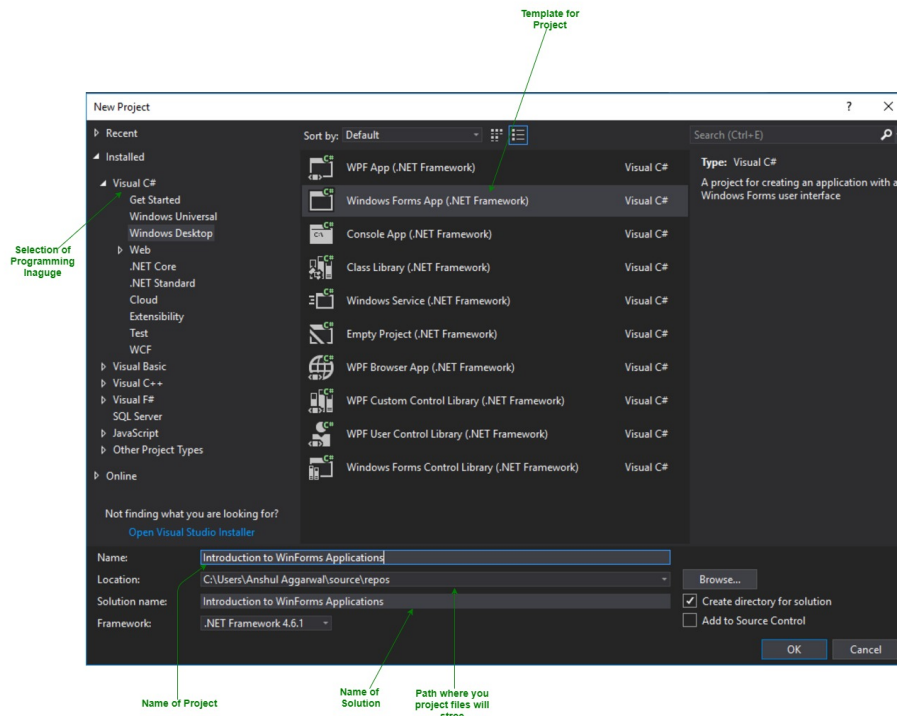 Template for
Project
New Project
? X
Recent
Installed
Visual C#
Get Started
Windows Universal
Windows Desktop
Web
.NET Core
.NET Standard
Cloud
Extensibility
Test
WCF
Visual Basic
Visual C++
Visual F#
SQL Server
JavaScript
Other Project Types
Online
Not finding what you are looking for?
Open Visual Studio Installer
Selection of
Programming
lnaguge
Sort by: Default
WPF App (.NET Framework) Visual C#
Windows Forms App (.NET Framework) Visual C#
Console App (.NET Framework) Visual C#
Class Library (.NET Framework) Visual C#
Windows Service (.NET Framework) Visual C#
Empty Project (.NET Framework) Visual C#
WPF Browser App (.NET Framework) Visual C#
WPF Custom Control Library (.NET Framework) Visual C#
WPF User Control Library (.NET Framework) Visual C#
Windows Forms Control Library (.NET Framework) Visual C#
Search (Ctrl+E)
Type: Visual C#
A project for creating an application with a
Windows Forms user interface
Name: Introduction to WinForms Applications
Location: C:\Users\Anshul Aggarwal\source\repos
Browse...
Solution name: Introduction to WinForms Applications
Create directory for solution
Framework: .NET Framework 4.6.1
Add to Source Control
OK Cancel
Name of Project
Name of
Solution
Path where you
project files will
stroe